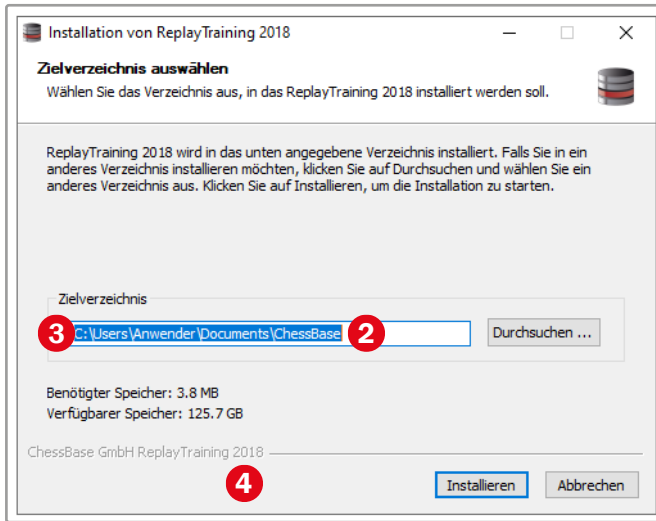 Installation von ReplayTraining 2018
Zielverzeichnis auswählen
Wählen Sie das Verzeichnis aus, in das ReplayTraining 2018 installiert werden soll.
ReplayTraining 2018 wird in das unten angegebene Verzeichnis installiert. Falls Sie in ein
anderes Verzeichnis installieren möchten, klicken Sie auf Durchsuchen und wählen Sie ein
anderes Verzeichnis aus. Klicken Sie auf Installieren, um die Installation zu starten.
Zielverzeichnis
3 C:\Users\Anwender\Documents\ChessBase 2 Durchsuchen ...
Benötigter Speicher: 3.8 MB
Verfügbarer Speicher: 125.7 GB
ChessBase GmbH ReplayTraining 2018
4 Installieren Abbrechen